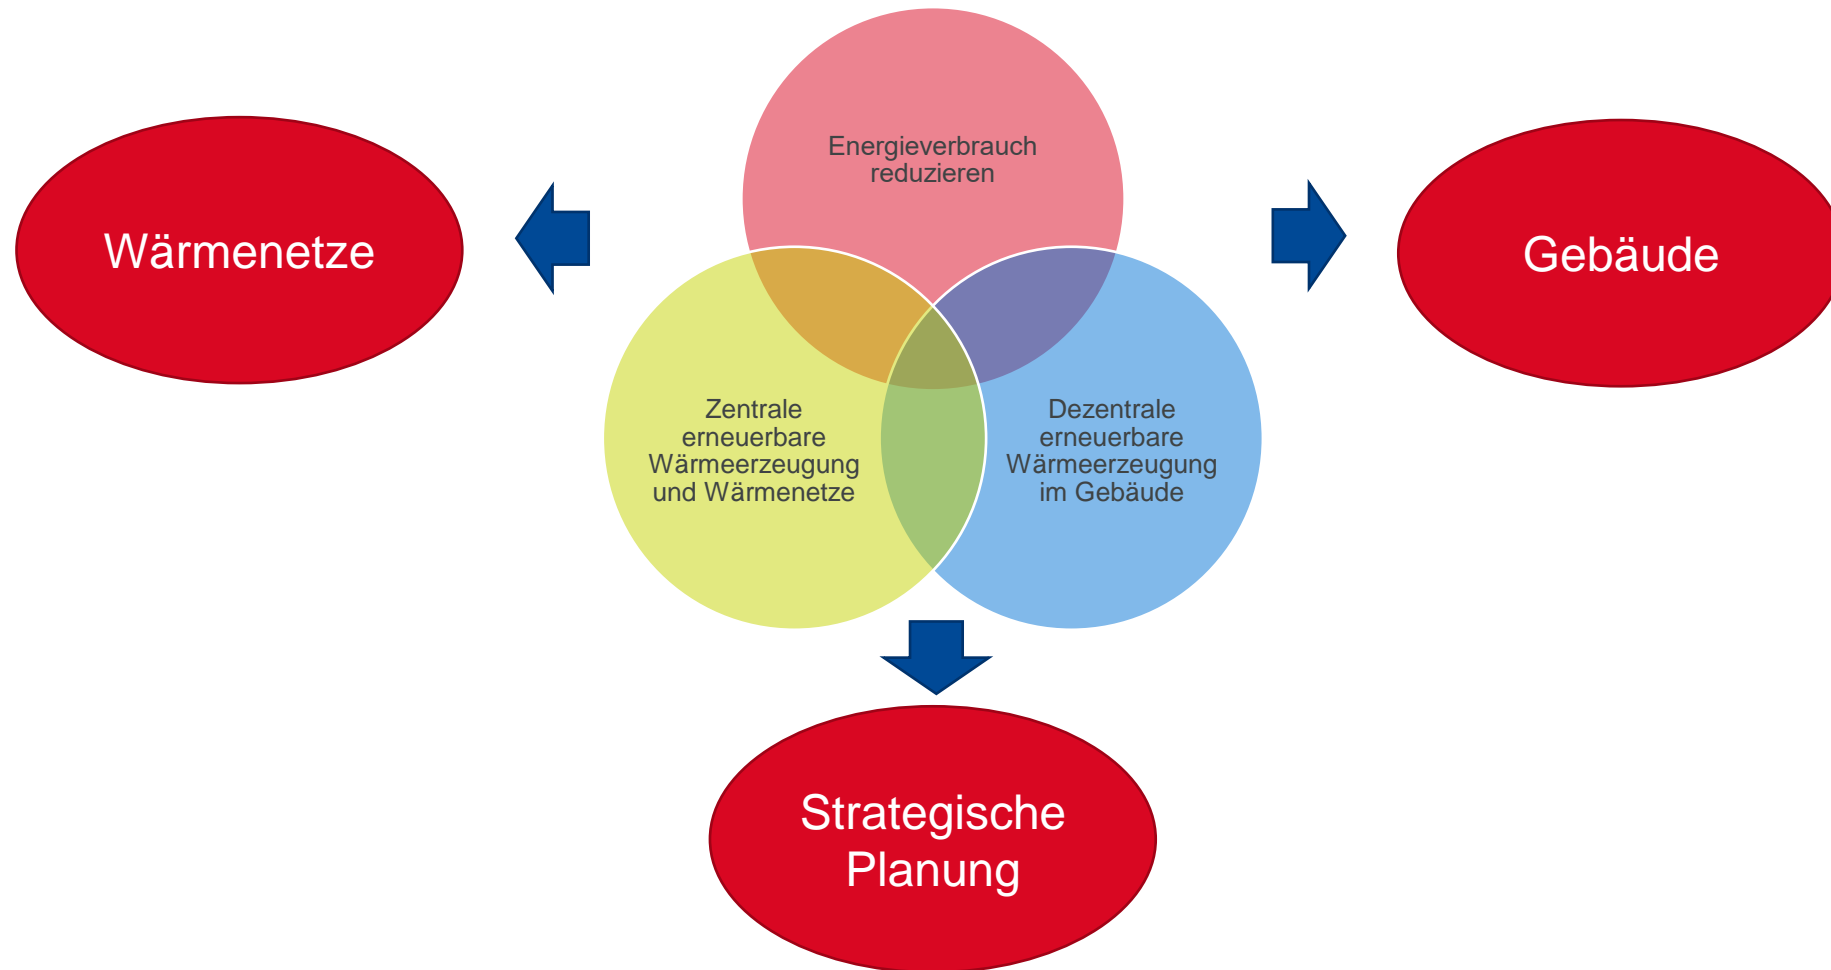 Energieverbrauch
reduzieren
Wärmenetze
Gebäude
Zentrale
erneuerbare
Wärmeerzeugung
und Wärmenetze
Dezentrale
erneuerbare
Wärmeerzeugung
im Gebäude
Strategische
Planung